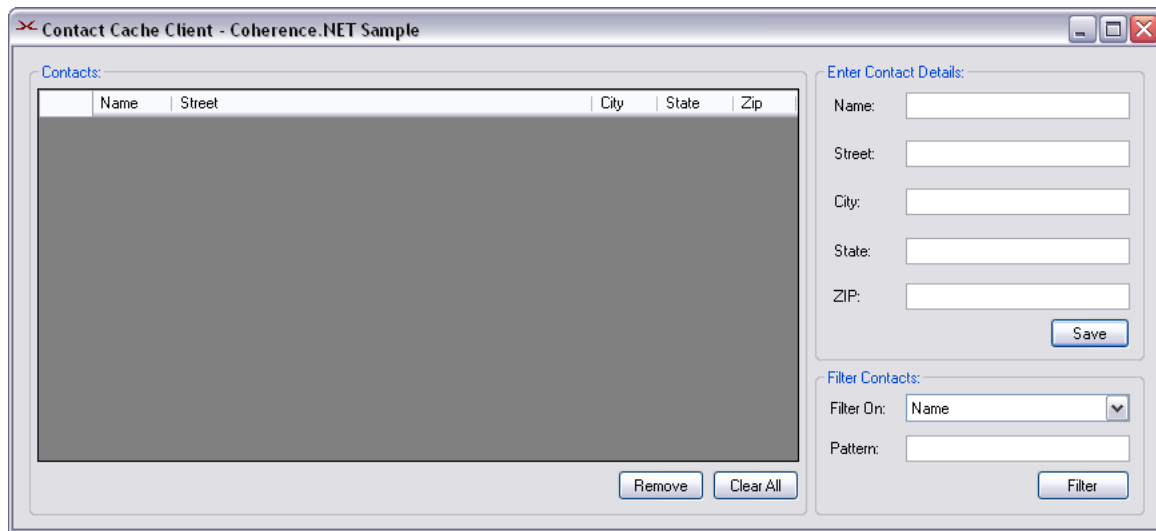 Contact Cache Client - Coherence.NET Sample
Contacts:
Name Street City State Zip
Remove Clear All
Enter Contact Details:
Name:
Street:
City:
State:
ZIP:
Save
Filter Contacts:
Filter On: Name
Pattern:
Filter